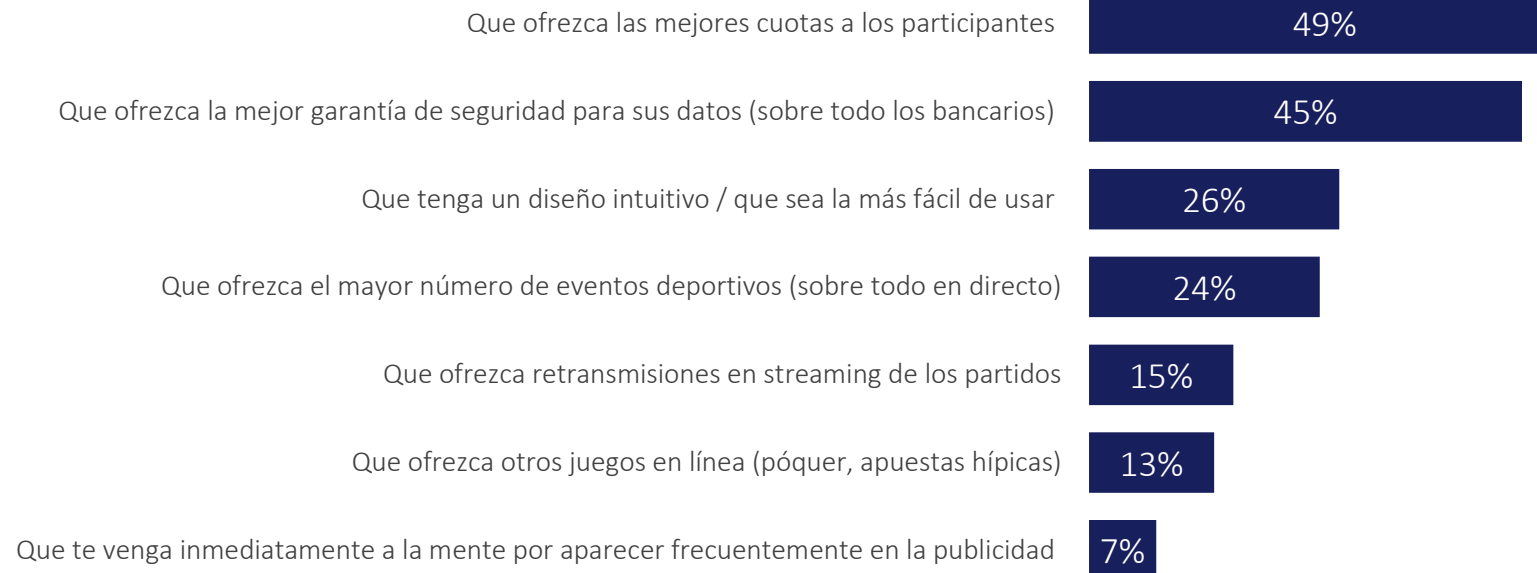 Que ofrezca las mejores cuotas a los participantes 49%
Que ofrezca la mejor garantía de seguridad para sus datos (sobre todo los bancarios) 45%
Que tenga un diseño intuitivo / que sea la más fácil de usar 26%
Que ofrezca el mayor número de eventos deportivos (sobre todo en directo) 24%
Que ofrezca retransmisiones en streaming de los partidos 15%
Que ofrezca otros juegos en línea (póquer, apuestas hípicas) 13%
Que te venga inmediatamente a la mente por aparecer frecuentemente en la publicidad 7%